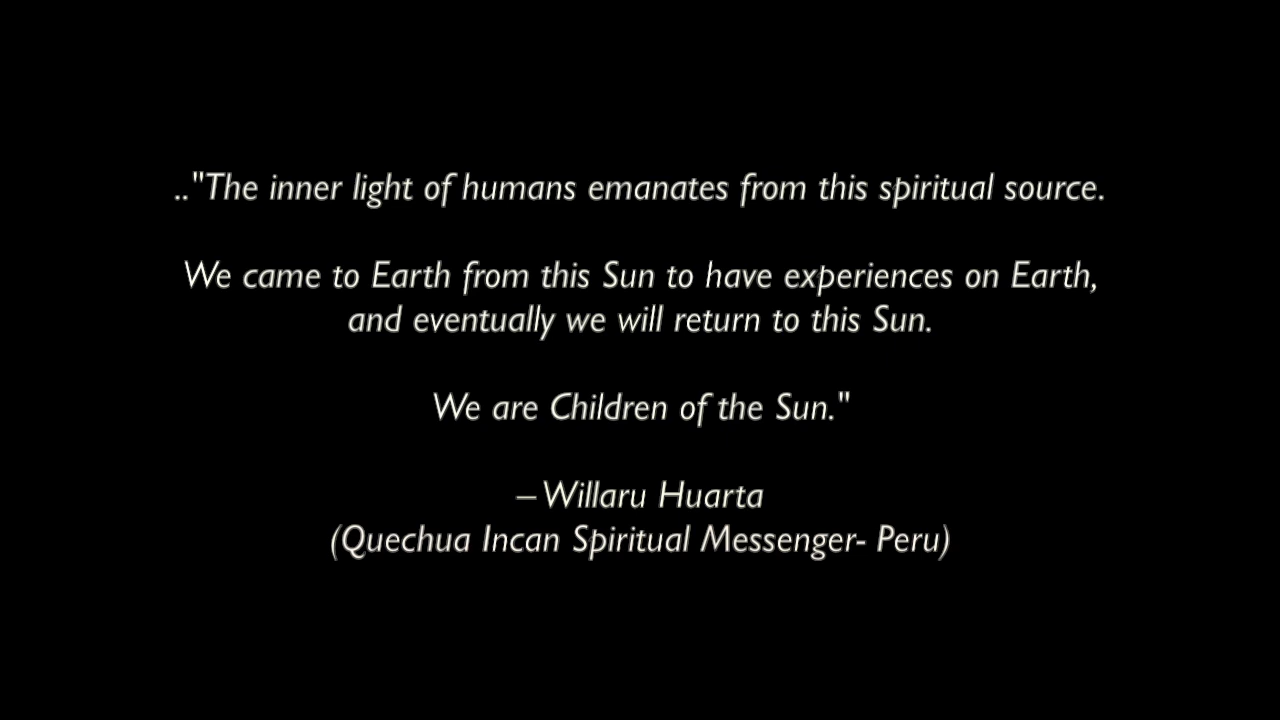 .."The inner light of humans emanates from this spiritual source.
We came to Earth from this Sun to have experiences on Earth,
and eventually we will return to this Sun.
We are Children of the Sun."
– Willaru Huarta
(Quechua Incan Spiritual Messenger- Peru)